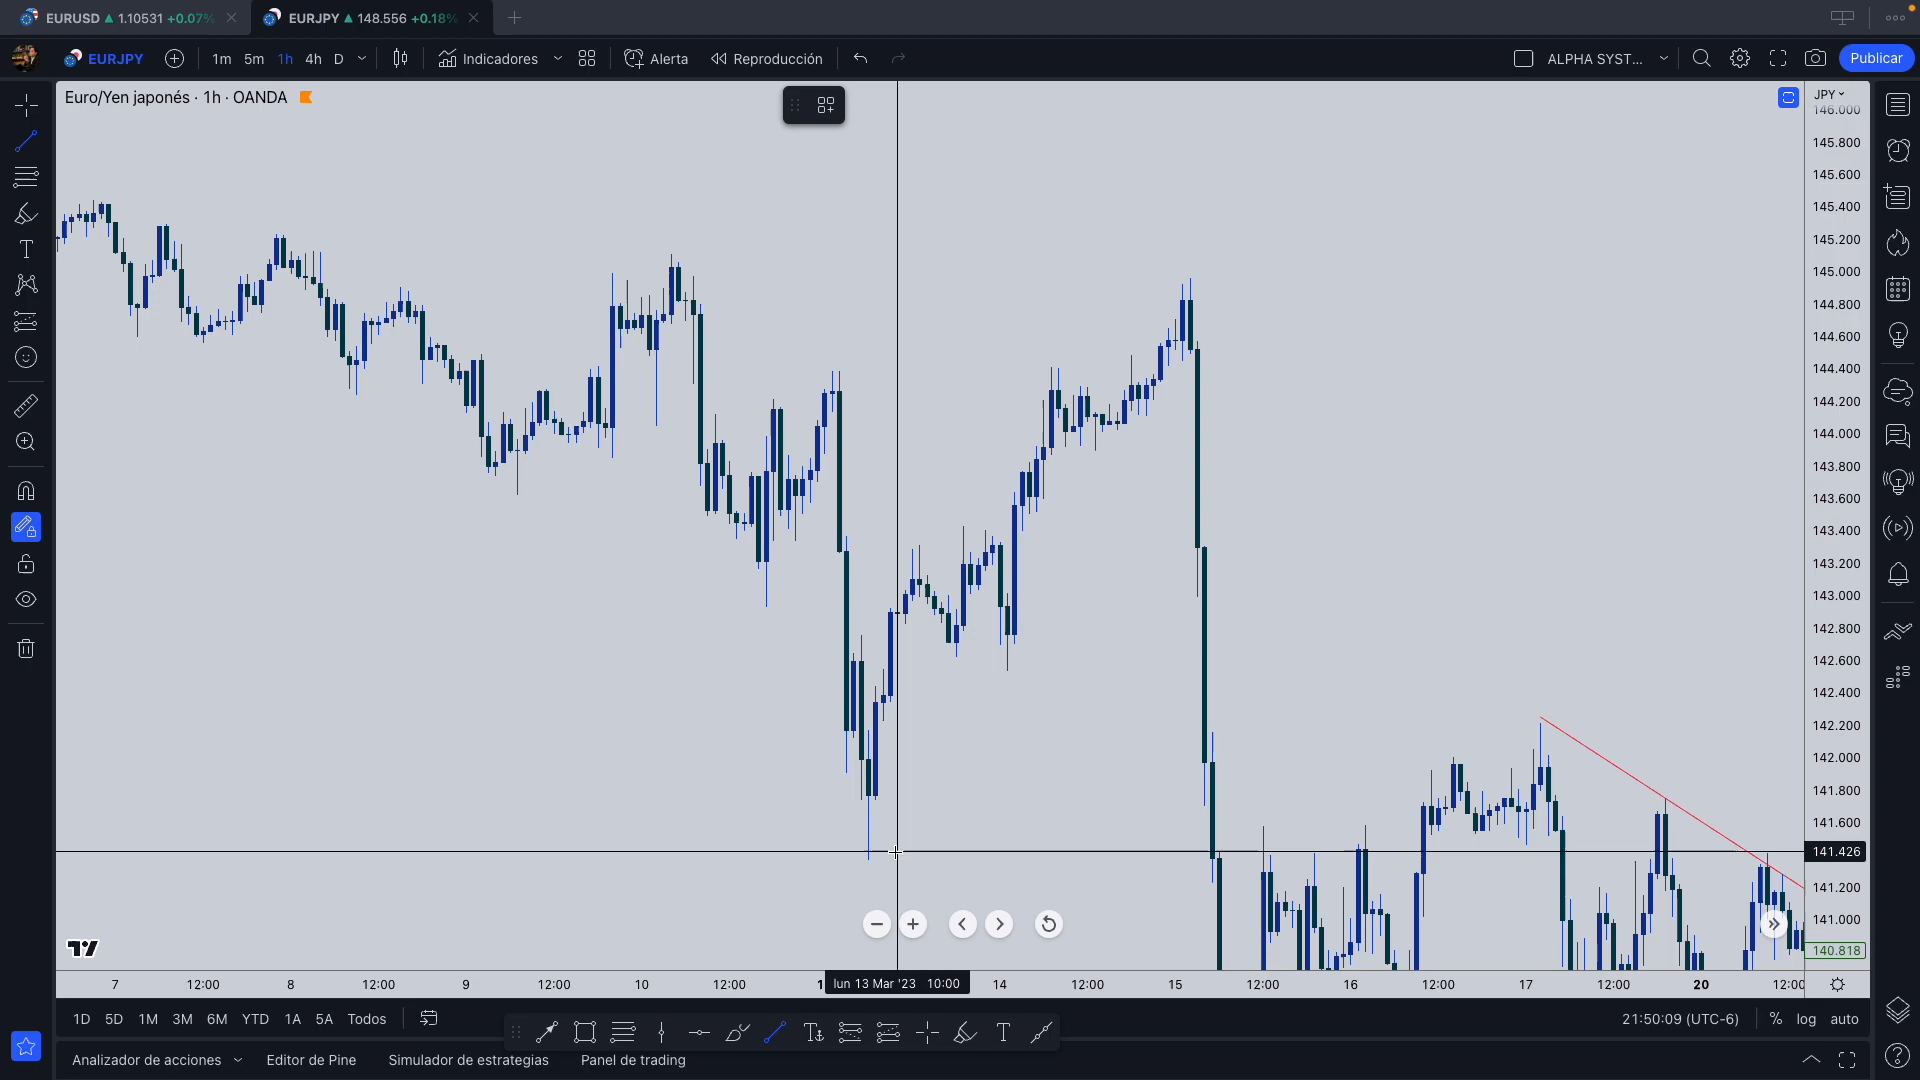 EURUSD ▲ 1.10531 +0.07%
EURJPY ▲ 148.556 +0.18%
EURJPY
1m 5m 1h 4h D
Indicadores
Alerta
Reproducción
ALPHA SYST...
Publicar
Euro/Yen japonés · 1h · OANDA
JPY
146.000
145.800
145.600
145.400
145.200
145.000
144.800
144.600
144.400
144.200
144.000
143.800
143.600
143.400
143.200
143.000
142.800
142.600
142.400
142.200
142.000
141.800
141.600
141.426
141.200
141.000
140.818
7 12:00 8 12:00 9 12:00 10 12:00 1 lun 13 Mar '23 10:00 14 12:00 15 12:00 16 12:00 17 12:00 20 12:00
1D 5D 1M 3M 6M YTD 1A 5A Todos
21:50:09 (UTC-6) % log auto
Analizador de acciones Editor de Pine Simulador de estrategias Panel de trading